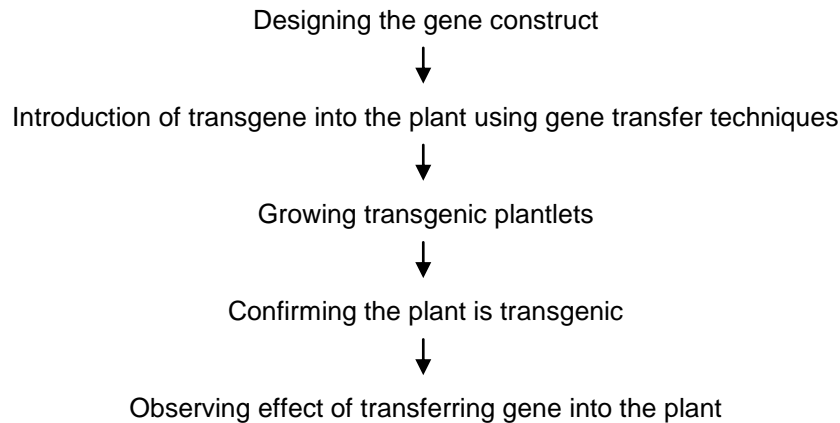 Designing the gene construct
Introduction of transgene into the plant using gene transfer techniques
Growing transgenic plantlets
Confirming the plant is transgenic
Observing effect of transferring gene into the plant